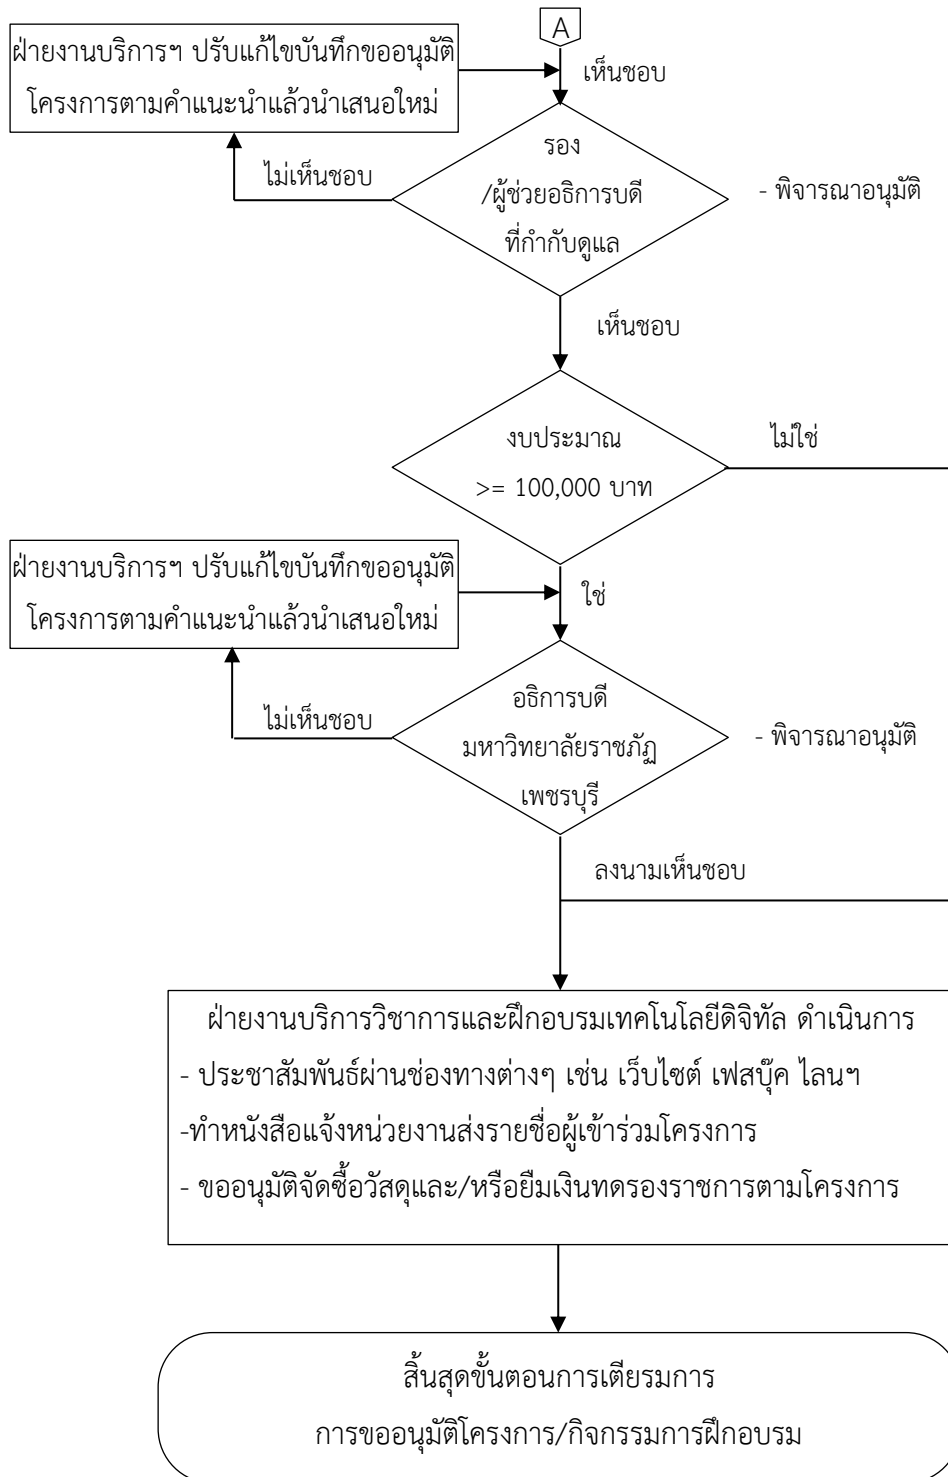 A
ฝ่ายงานบริการฯ ปรับแก้ไขบันทึกขออนุมัติ
โครงการตามคำแนะนำแล้วนำเสนอใหม่
เห็นชอบ
ไม่เห็นชอบ
รอง
/ผู้ช่วยอธิการบดี
ที่กำกับดูแล
- พิจารณาอนุมัติ
เห็นชอบ
งบประมาณ
>= 100,000 บาท
ไม่ใช่
ฝ่ายงานบริการฯ ปรับแก้ไขบันทึกขออนุมัติ
โครงการตามคำแนะนำแล้วนำเสนอใหม่
ใช่
ไม่เห็นชอบ
อธิการบดี
มหาวิทยาลัยราชภัฏ
เพชรบุรี
- พิจารณาอนุมัติ
ลงนามเห็นชอบ
ฝ่ายงานบริการวิชาการและฝึกอบรมเทคโนโลยีดิจิทัล ดำเนินการ
- ประชาสัมพันธ์ผ่านช่องทางต่างๆ เช่น เว็บไซต์ เฟสบุ๊ค ไลนฯ
-ทำหนังสือแจ้งหน่วยงานส่งรายชื่อผู้เข้าร่วมโครงการ
- ขออนุมัติจัดซื้อวัสดุและ/หรือยืมเงินทดรองราชการตามโครงการ
สิ้นสุดขั้นตอนการเตียรมการ
การขออนุมัติโครงการ/กิจกรรมการฝึกอบรม